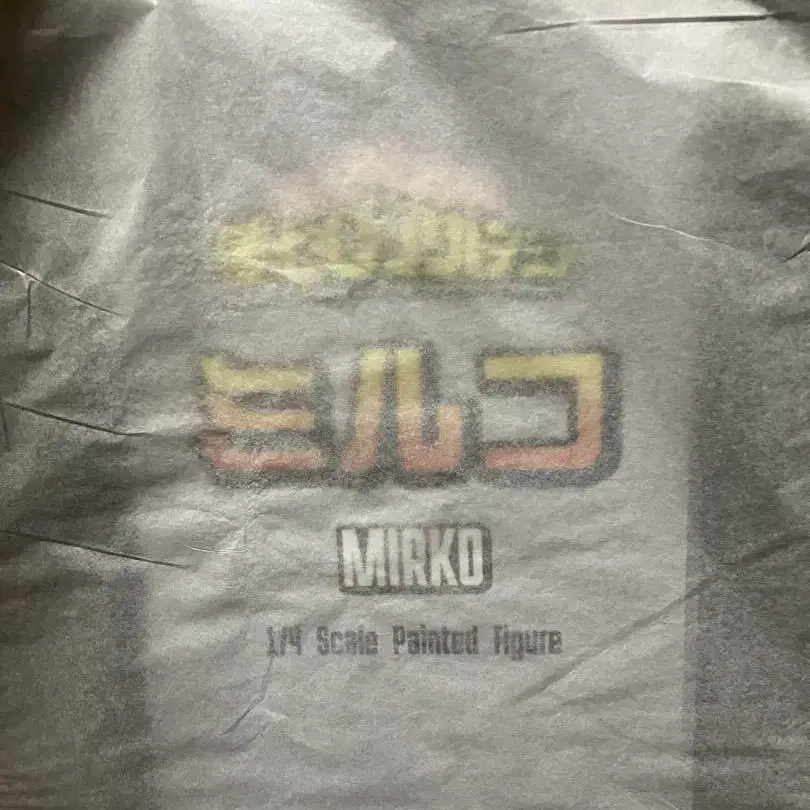 ミルコ
MIRKO
1/4 Scale Painted Figure